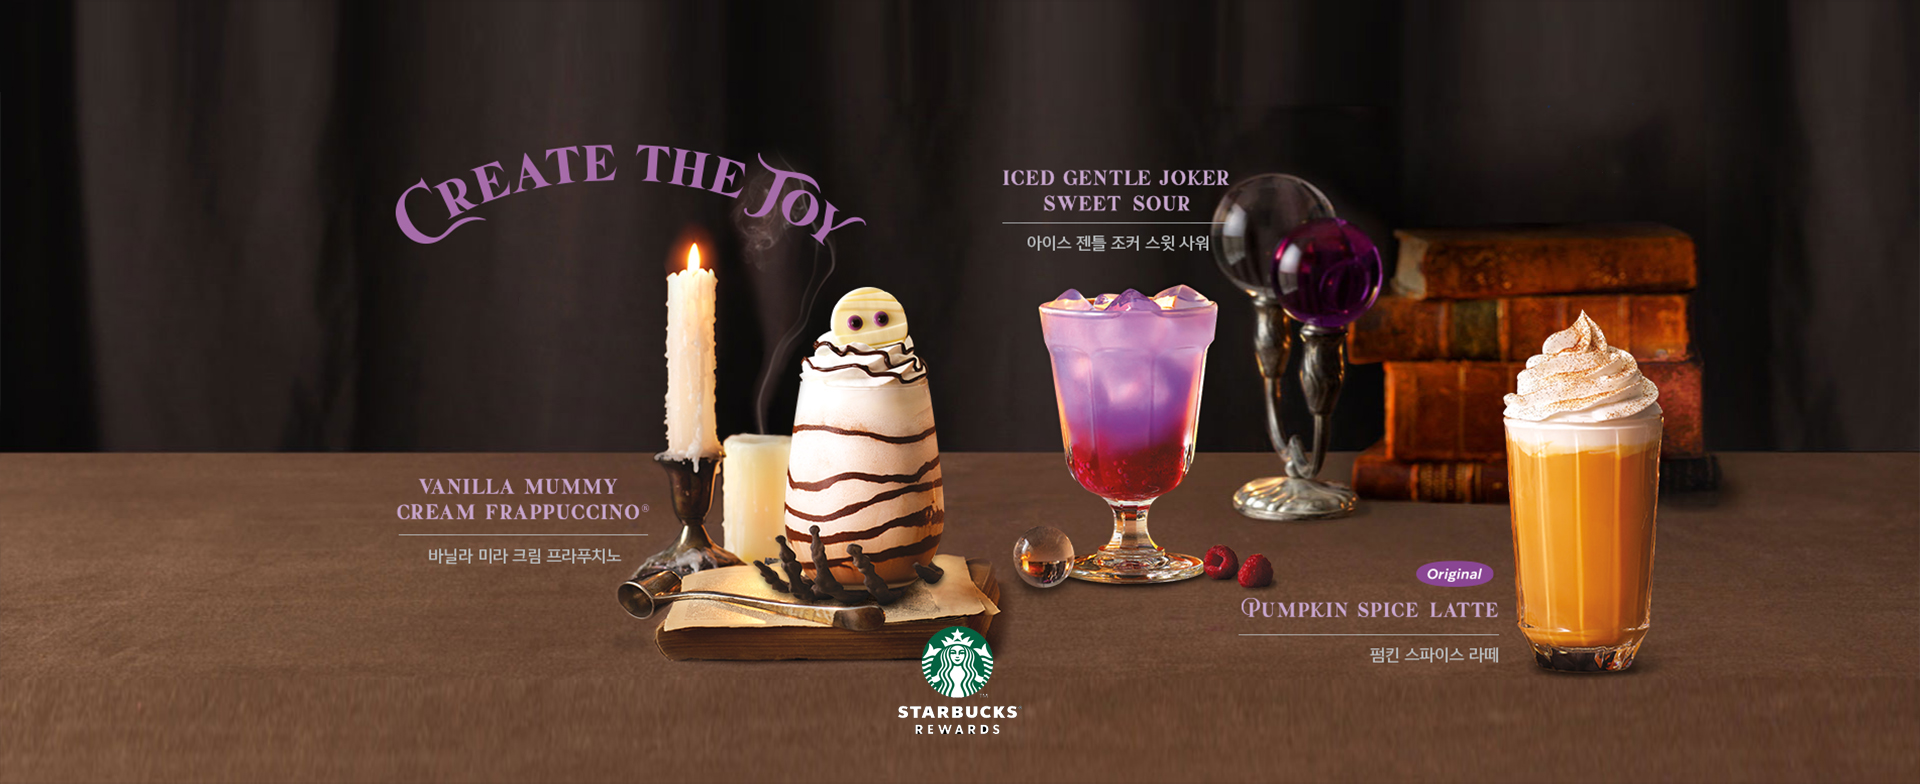 CREATE THE JOY
VANILLA MUMMY
CREAM FRAPPUCCINO®
바닐라 미라 크림 프라푸치노
ICED GENTLE JOKER
SWEET SOUR
아이스 젠틀 조커 스윗 사워
Original
PUMPKIN SPICE LATTE
펌킨 스파이스 라떼
TM
STARBUCKS
REWARDS